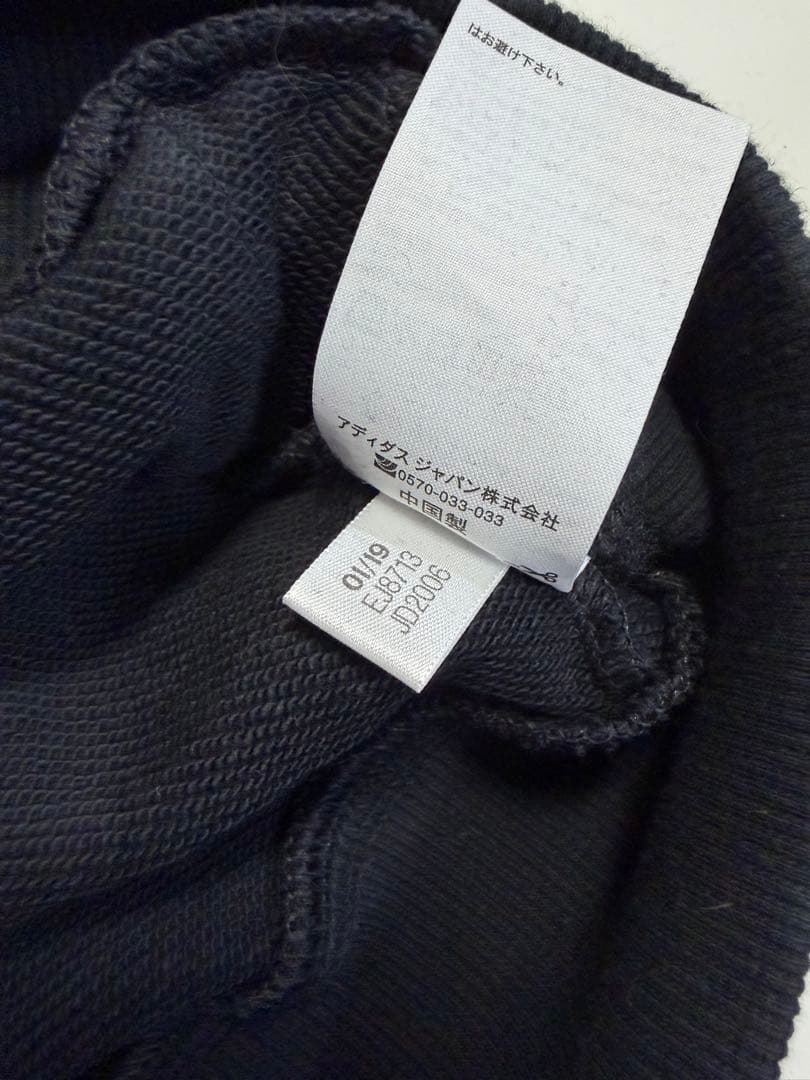 はお避け下さい。
アディダス ジャパン株式会社
0570-033-033
中国製
01/19
EJ8713
JD2006